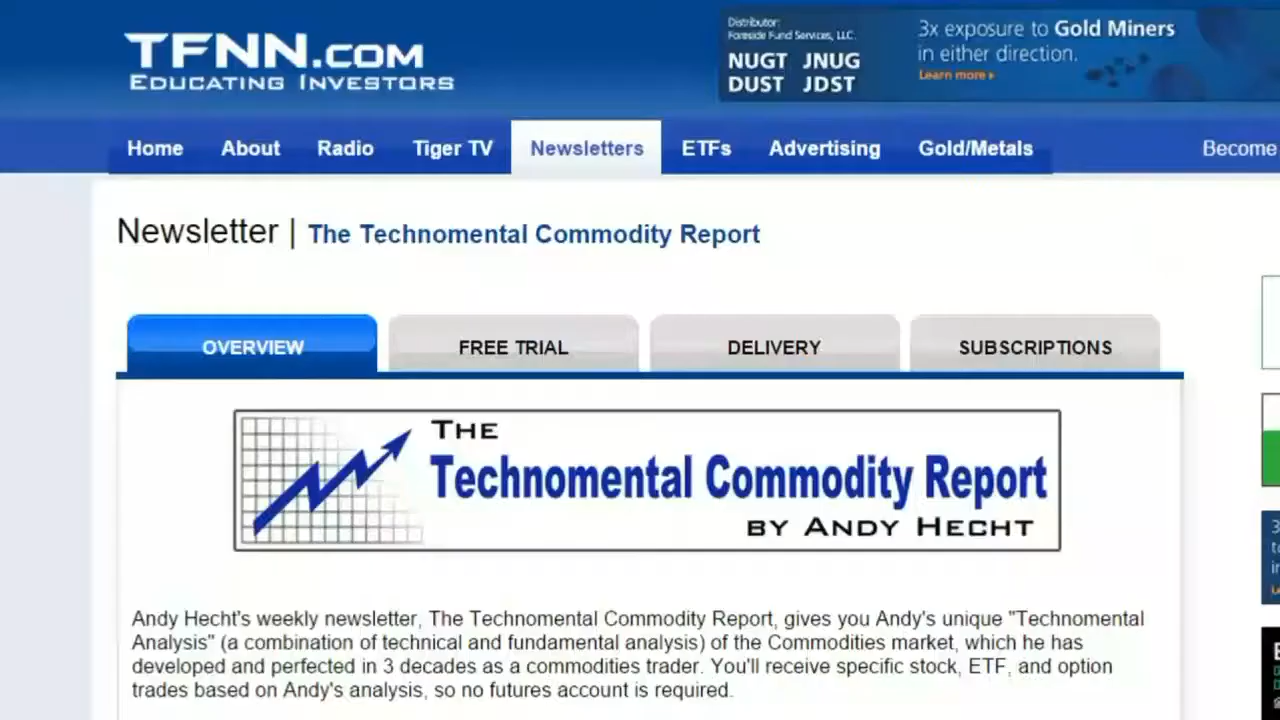 TFNN.COM
EDUCATING INVESTORS
Distributor:
Foreside Fund Services, LLC.
NUGT JNUG
DUST JDST
3x exposure to Gold Miners
in either direction.
Learn more
Home About Radio Tiger TV Newsletters ETFs Advertising Gold/Metals Become
Newsletter | The Technomental Commodity Report
OVERVIEW FREE TRIAL DELIVERY SUBSCRIPTIONS
THE
Technomental Commodity Report
BY ANDY HECHT
Andy Hecht's weekly newsletter, The Technomental Commodity Report, gives you Andy's unique "Technomental
Analysis" (a combination of technical and fundamental analysis) of the Commodities market, which he has
developed and perfected in 3 decades as a commodities trader. You'll receive specific stock, ETF, and option
trades based on Andy's analysis, so no futures account is required.